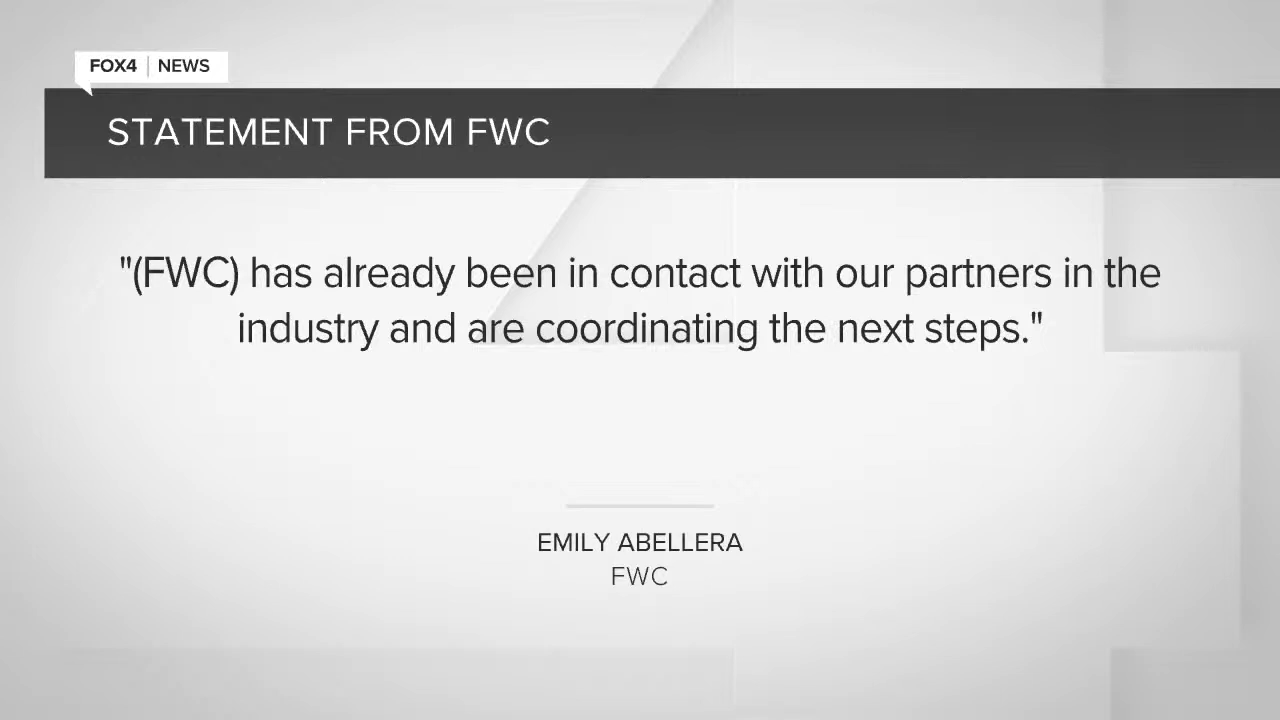 FOX4 | NEWS
STATEMENT FROM FWC
"(FWC) has already been in contact with our partners in the
industry and are coordinating the next steps."
EMILY ABELLERA
FWC